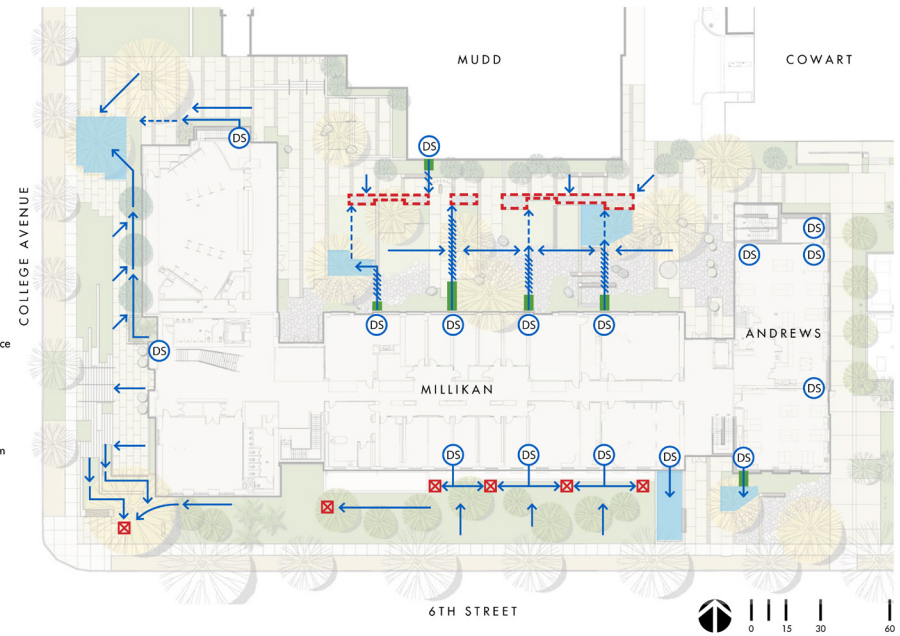 MUDD
COWART
DS
DS
COLLEGE AVENUE
DS
DS
DS
ce
DS
DS
DS
DS
DS
ANDREWS
MILLIKAN
DS
m
DS
DS
DS
DS
DS
6TH STREET
0 15 30 60